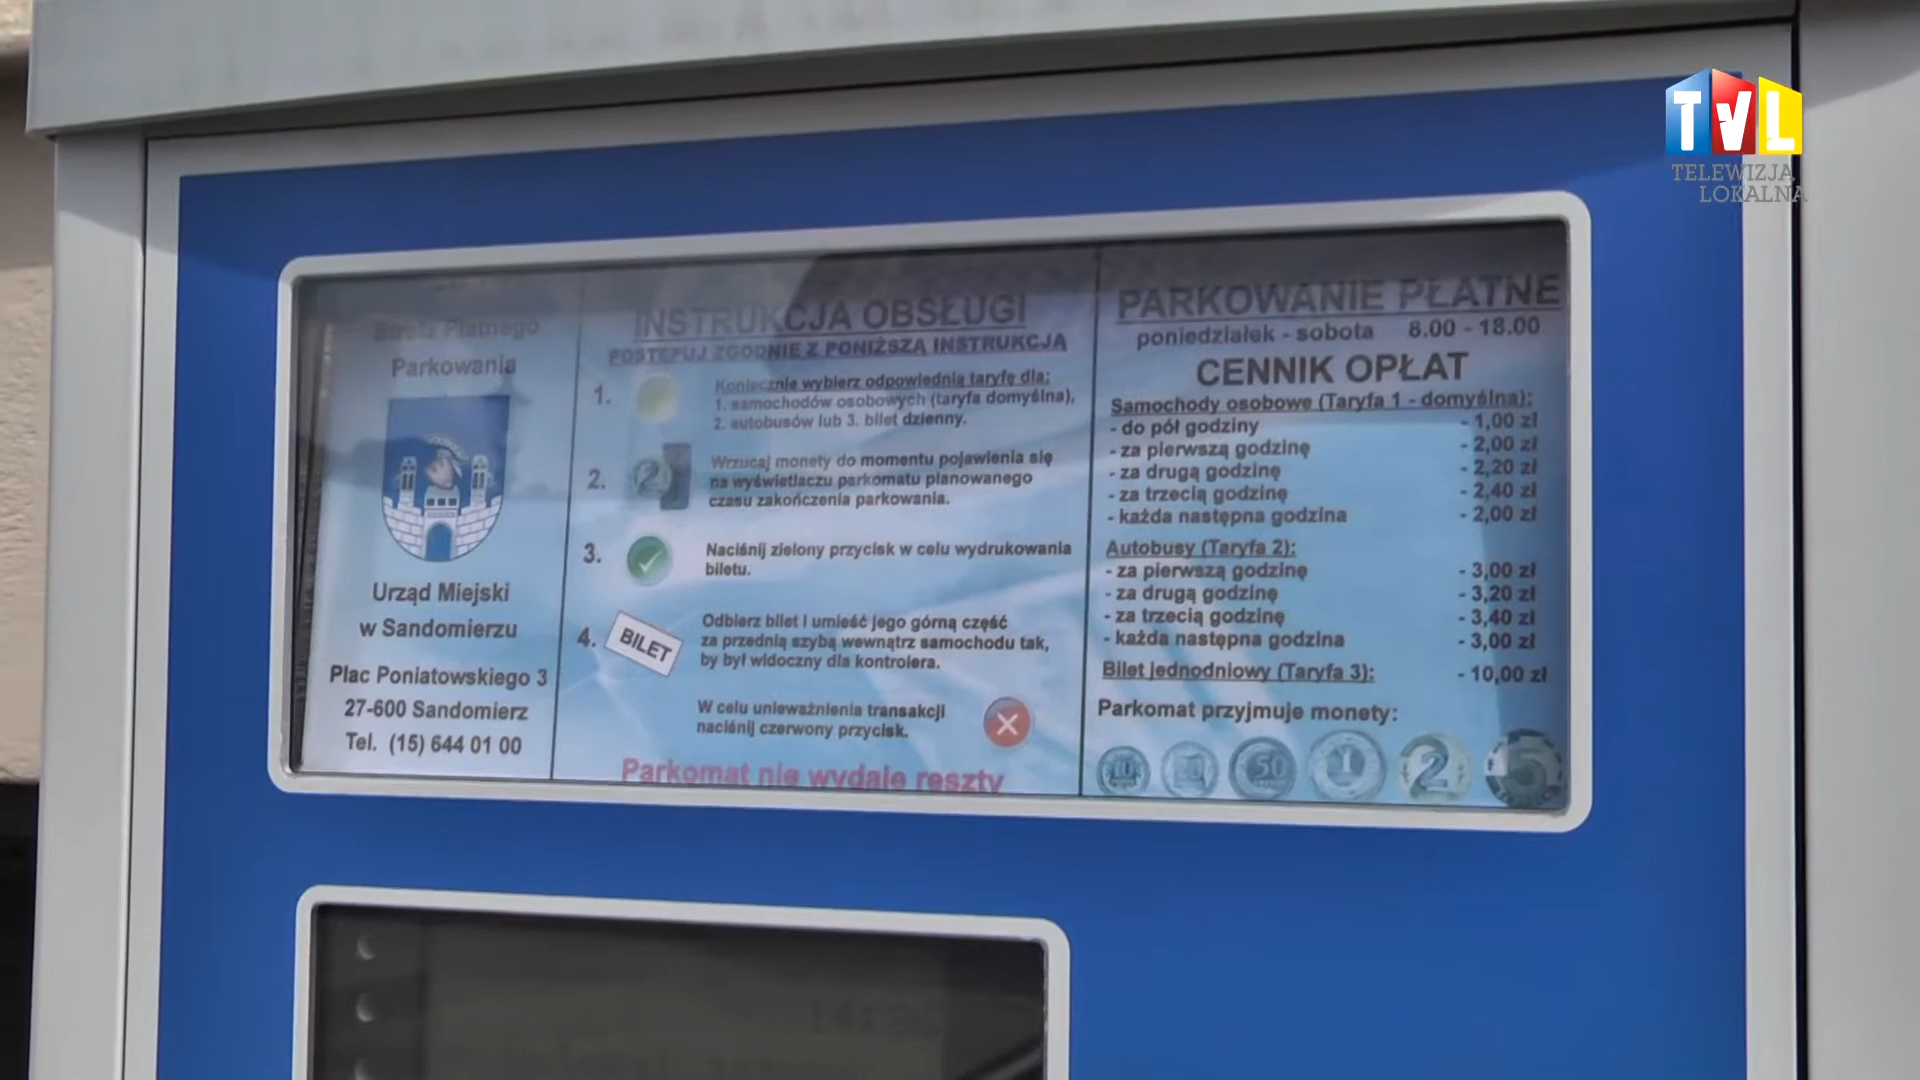 TVL
TELEWIZJA
LOKALNA
Strefa Płatnego
Parkowania
Urząd Miejski
w Sandomierzu
Plac Poniatowskiego 3
27-600 Sandomierz
Tel. (15) 644 01 00
INSTRUKCJA OBSŁUGI
POSTĘPUJ ZGODNIE Z PONIŻSZĄ INSTRUKCJĄ
1. Koniecznie wybierz odpowiednią taryfę dla:
1. samochodów osobowych (taryfa domyślna),
2. autobusów lub 3. bilet dzienny.
2. Wrzucaj monety do momentu pojawienia się
na wyświetlaczu parkomatu planowanego
czasu zakończenia parkowania.
3. Naciśnij zielony przycisk w celu wydrukowania
biletu.
4. BILET Odbierz bilet i umieść jego górną część
za przednią szybą wewnątrz samochodu tak,
by był widoczny dla kontrolera.
W celu unieważnienia transakcji
naciśnij czerwony przycisk.
Parkomat nie wydaje reszty
PARKOWANIE PŁATNE
poniedziałek - sobota 8.00 - 18.00
CENNIK OPŁAT
Samochody osobowe (Taryfa 1 - domyślna):
- do pół godziny - 1,00 zł
- za pierwszą godzinę - 2,00 zł
- za drugą godzinę - 2,20 zł
- za trzecią godzinę - 2,40 zł
- każda następna godzina - 2,00 zł
Autobusy (Taryfa 2):
- za pierwszą godzinę - 3,00 zł
- za drugą godzinę - 3,20 zł
- za trzecią godzinę - 3,40 zł
- każda następna godzina - 3,00 zł
Bilet jednodniowy (Taryfa 3): - 10,00 zł
Parkomat przyjmuje monety:
10 20 50 1 2 5